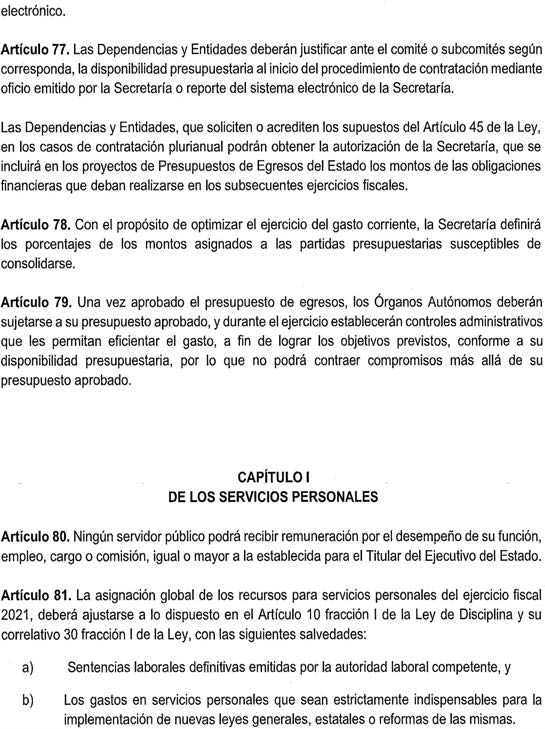 electrónico.
Artículo 77. Las Dependencias y Entidades deberán justificar ante el comité o subcomités según
corresponda, la disponibilidad presupuestaria al inicio del procedimiento de contratación mediante
oficio emitido por la Secretaría o reporte del sistema electrónico de la Secretaría.
Las Dependencias y Entidades, que soliciten o acrediten los supuestos del Artículo 45 de la Ley,
en los casos de contratación plurianual podrán obtener la autorización de la Secretaría, que se
incluirá en los proyectos de Presupuestos de Egresos del Estado los montos de las obligaciones
financieras que deban realizarse en los subsecuentes ejercicios fiscales.
Artículo 78. Con el propósito de optimizar el ejercicio del gasto corriente, la Secretaría definirá
los porcentajes de los montos asignados a las partidas presupuestarias susceptibles de
consolidarse.
Artículo 79. Una vez aprobado el presupuesto de egresos, los Órganos Autónomos deberán
sujetarse a su presupuesto aprobado, y durante el ejercicio establecerán controles administrativos
que les permitan eficientar el gasto, a fin de lograr los objetivos previstos, conforme a su
disponibilidad presupuestaria, por lo que no podrá contraer compromisos más allá de su
presupuesto aprobado.
CAPÍTULO I
DE LOS SERVICIOS PERSONALES
Artículo 80. Ningún servidor público podrá recibir remuneración por el desempeño de su función,
empleo, cargo o comisión, igual o mayor a la establecida para el Titular del Ejecutivo del Estado.
Artículo 81. La asignación global de los recursos para servicios personales del ejercicio fiscal
2021, deberá ajustarse a lo dispuesto en el Artículo 10 fracción I de la Ley de Disciplina y su
correlativo 30 fracción I de la Ley, con las siguientes salvedades:
a) Sentencias laborales definitivas emitidas por la autoridad laboral competente, y
b) Los gastos en servicios personales que sean estrictamente indispensables para la
implementación de nuevas leyes generales, estatales o reformas de las mismas.